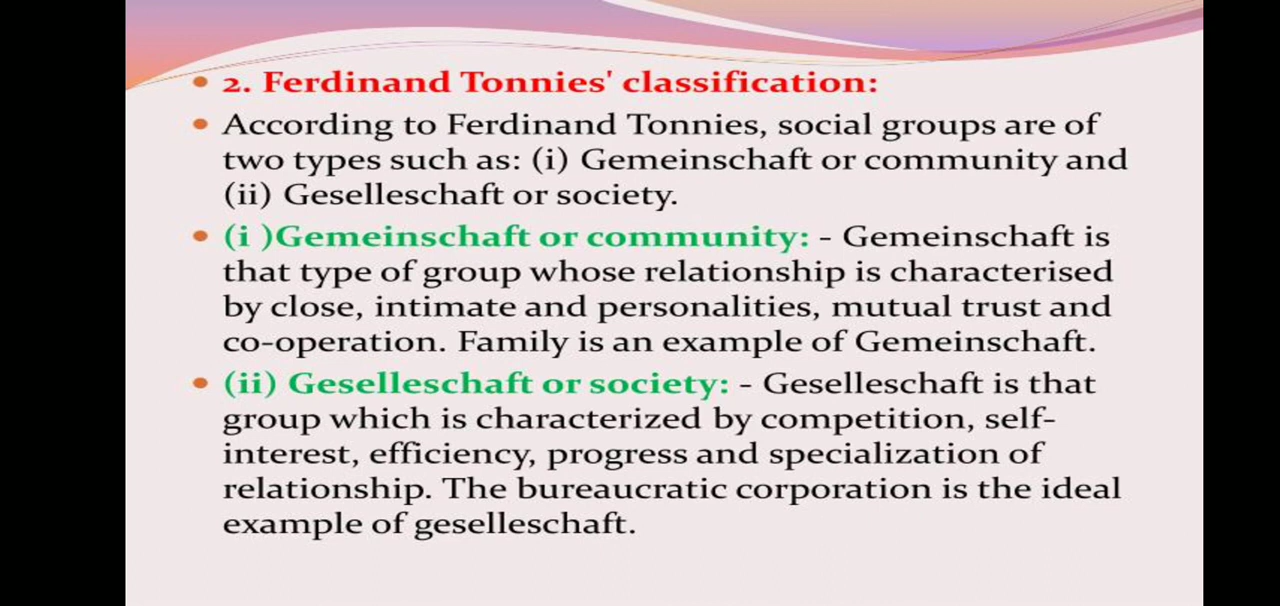 2. Ferdinand Tonnies' classification:
According to Ferdinand Tonnies, social groups are of
two types such as: (i) Gemeinschaft or community and
(ii) Geselleschaft or society.
(i )Gemeinschaft or community: - Gemeinschaft is
that type of group whose relationship is characterised
by close, intimate and personalities, mutual trust and
co-operation. Family is an example of Gemeinschaft.
(ii) Geselleschaft or society: - Geselleschaft is that
group which is characterized by competition, self-
interest, efficiency, progress and specialization of
relationship. The bureaucratic corporation is the ideal
example of geselleschaft.